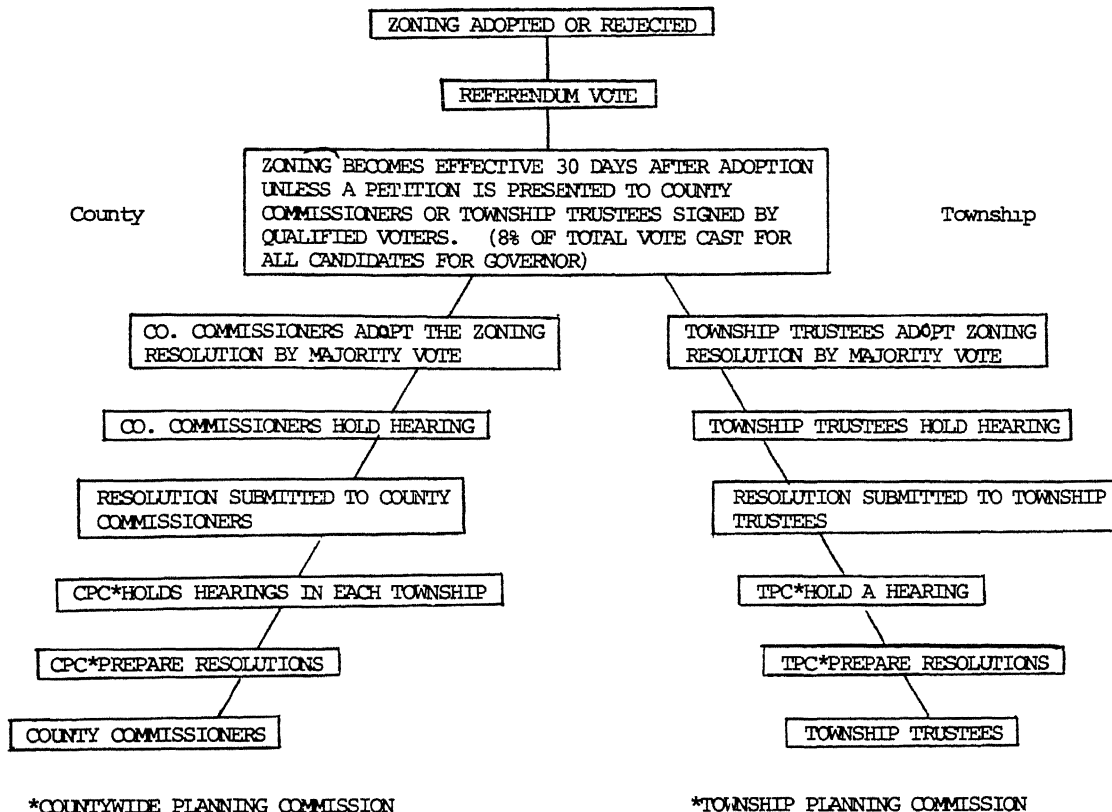 ZONING ADOPTED OR REJECTED
REFERENDUM VOTE
ZONING BECOMES EFFECTIVE 30 DAYS AFTER ADOPTION
UNLESS A PETITION IS PRESENTED TO COUNTY
COMMISSIONERS OR TOWNSHIP TRUSTEES SIGNED BY
QUALIFIED VOTERS. (8% OF TOTAL VOTE CAST FOR
ALL CANDIDATES FOR GOVERNOR)
County
Township
CO. COMMISSIONERS ADOPT THE ZONING
RESOLUTION BY MAJORITY VOTE
TOWNSHIP TRUSTEES ADOPT ZONING
RESOLUTION BY MAJORITY VOTE
CO. COMMISSIONERS HOLD HEARING
TOWNSHIP TRUSTEES HOLD HEARING
RESOLUTION SUBMITTED TO COUNTY
COMMISSIONERS
RESOLUTION SUBMITTED TO TOWNSHIP
TRUSTEES
CPC*HOLDS HEARINGS IN EACH TOWNSHIP
TPC*HOLD A HEARING
CPC*PREPARE RESOLUTIONS
TPC*PREPARE RESOLUTIONS
COUNTY COMMISSIONERS
TOWNSHIP TRUSTEES
*COUNTYWIDE PLANNING COMMISSION
*TOWNSHIP PLANNING COMMISSION